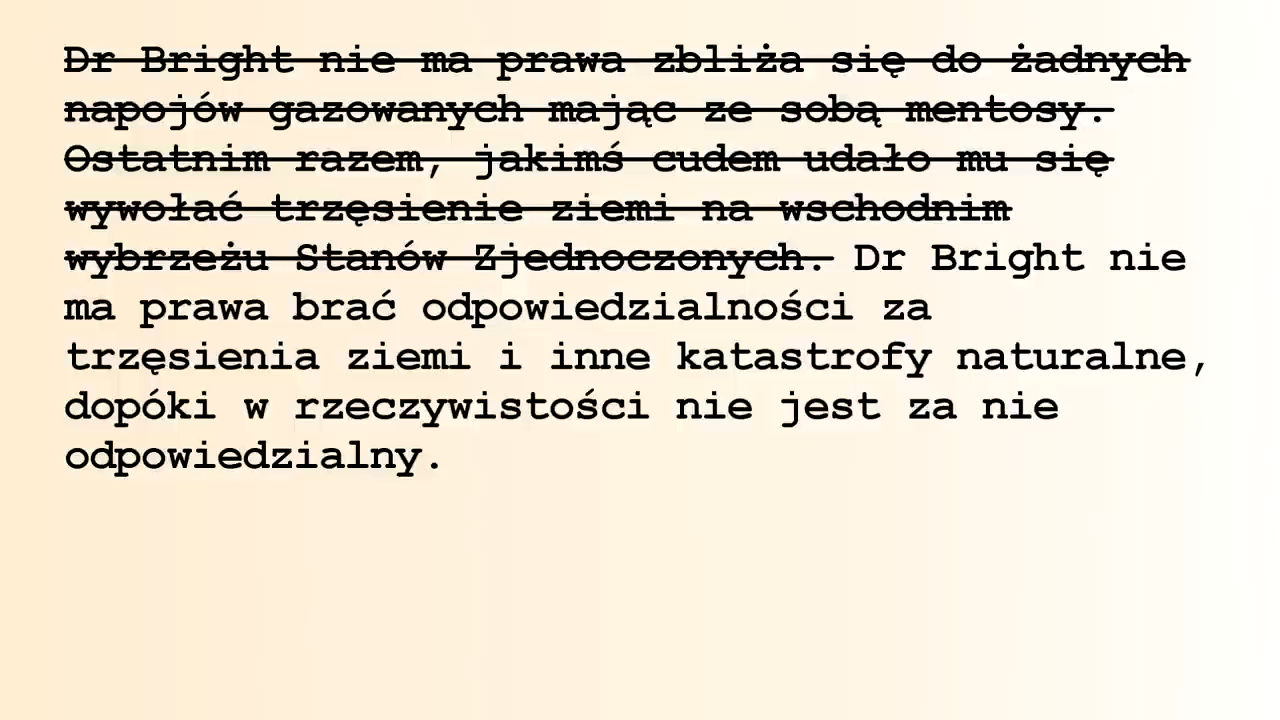 Dr Bright nie ma prawa zbliża się do żadnych
napojów gazowanych mając ze sobą mentosy.
Ostatnim razem, jakimś cudem udało mu się
wywołać trzęsienie ziemi na wschodnim
wybrzeżu Stanów Zjednoczonych. Dr Bright nie
ma prawa brać odpowiedzialności za
trzęsienia ziemi i inne katastrofy naturalne,
dopóki w rzeczywistości nie jest za nie
odpowiedzialny.